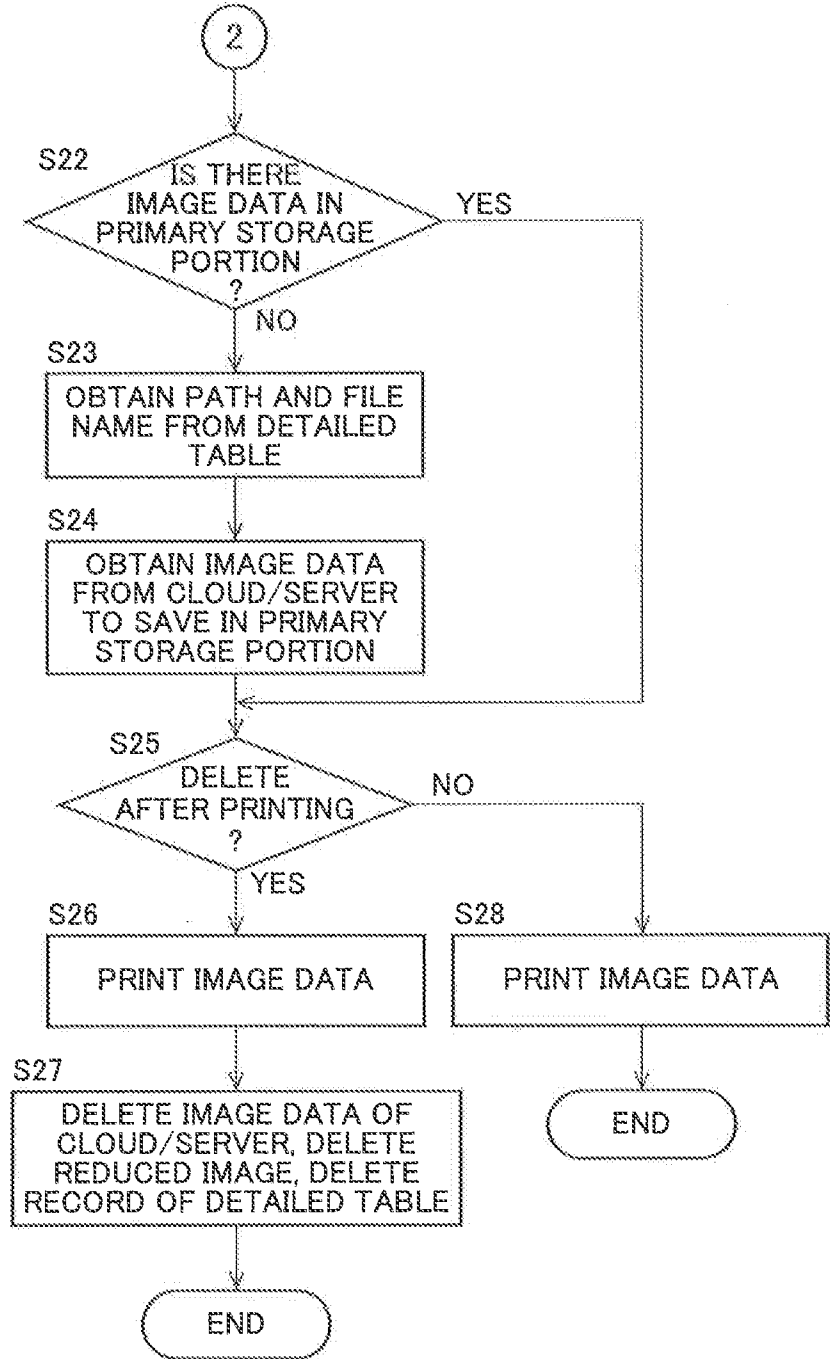 2
S22
IS THERE
IMAGE DATA IN
PRIMARY STORAGE
PORTION
?
YES
NO
S23
OBTAIN PATH AND FILE
NAME FROM DETAILED
TABLE
S24
OBTAIN IMAGE DATA
FROM CLOUD/SERVER
TO SAVE IN PRIMARY
STORAGE PORTION
S25
DELETE
AFTER PRINTING
?
NO
YES
S26
PRINT IMAGE DATA
S28
PRINT IMAGE DATA
S27
DELETE IMAGE DATA OF
CLOUD/SERVER, DELETE
REDUCED IMAGE, DELETE
RECORD OF DETAILED TABLE
END
END